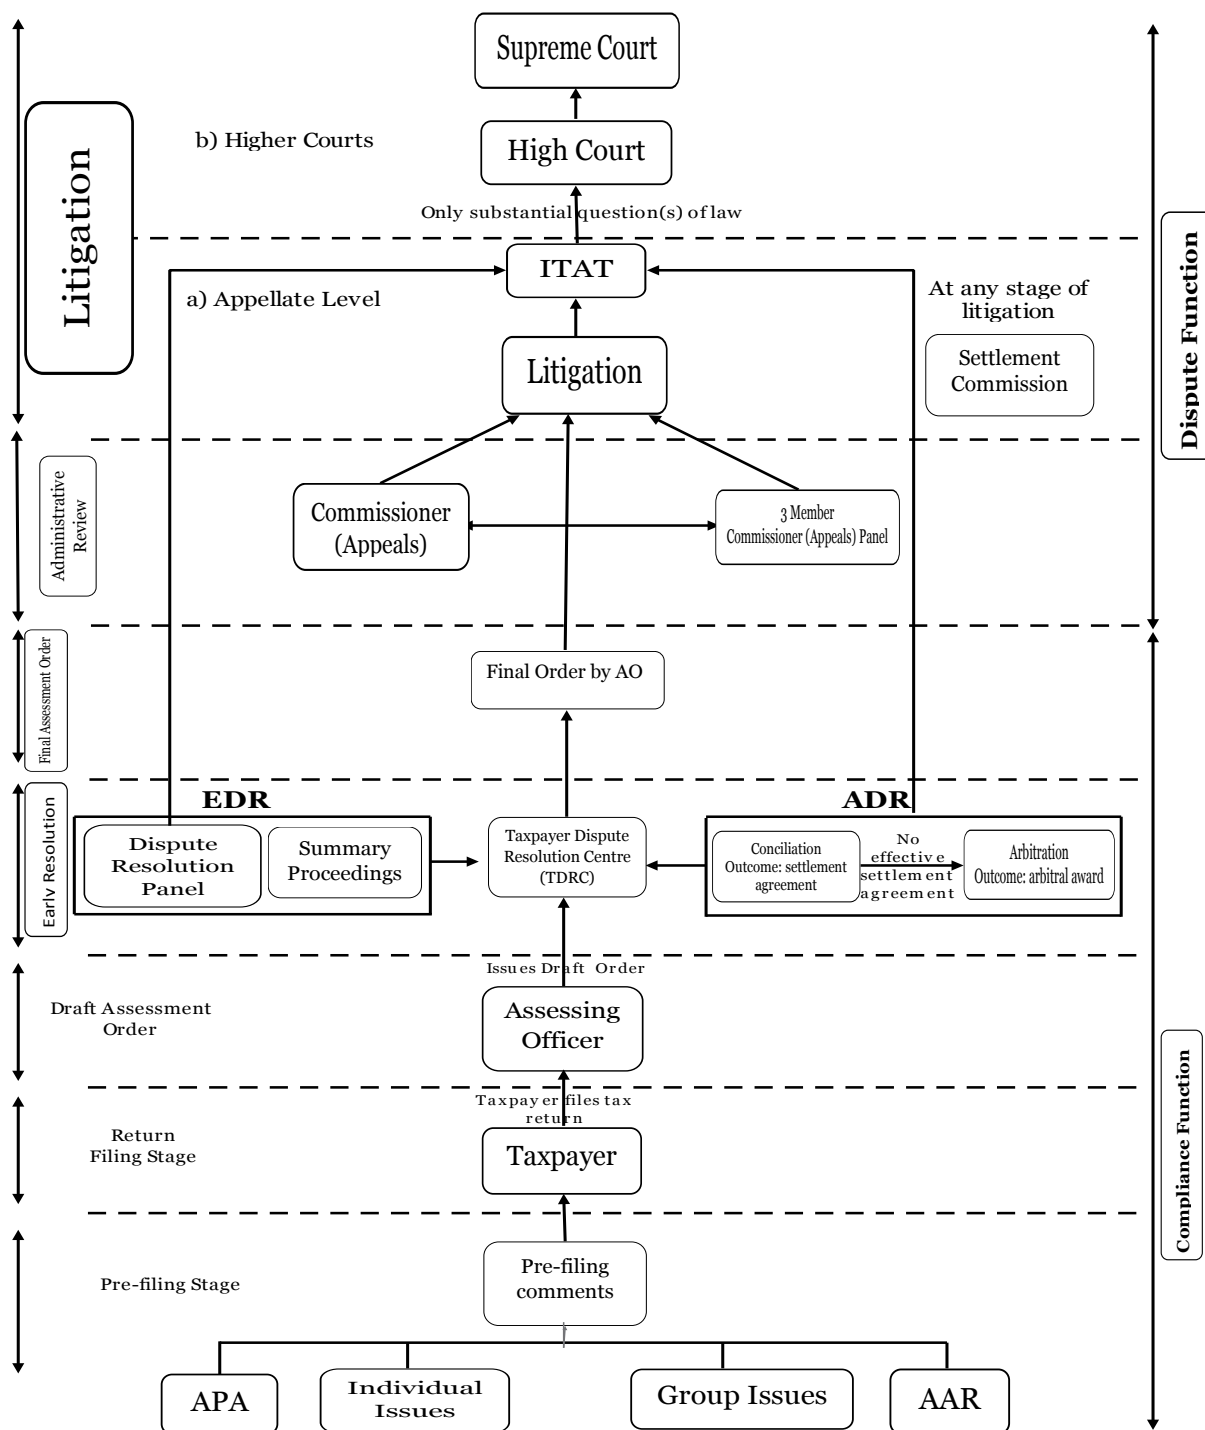 Supreme Court
b) Higher Courts
High Court
Only substantial question(s) of law
Litigation
ITAT
a) Appellate Level
At any stage of
litigation
Settlement
Commission
Litigation
Dispute Function
Administrative
Review
Commissioner
(Appeals)
3 Member
Commissioner (Appeals) Panel
Final Assessment Order
Final Order by AO
Early Resolution
EDR
ADR
Dispute
Resolution
Panel
Summary
Proceedings
Taxpayer Dispute
Resolution Centre
(TDRC)
Conciliation
Outcome: settlement
agreement
No
effective
settlement
agreement
Arbitration
Outcome: arbitral award
Issues Draft Order
Draft Assessment
Order
Assessing
Officer
Compliance Function
Taxpayer files tax
return
Return
Filing Stage
Taxpayer
Pre-filing Stage
Pre-filing
comments
APA
Individual
Issues
Group Issues
AAR